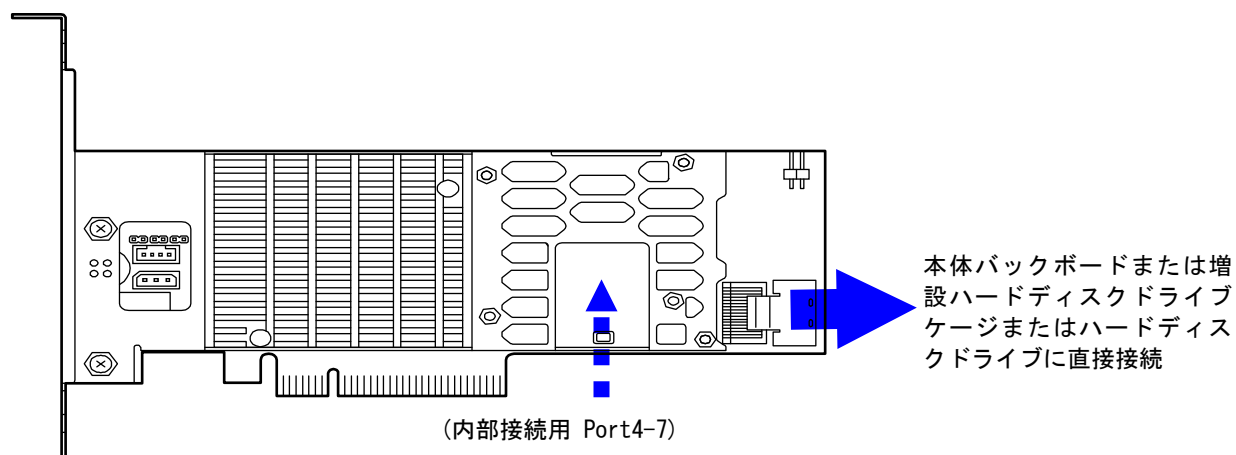 本体バックボードまたは増
設ハードディスクドライブ
ケージまたはハードディス
クドライブに直接接続
(内部接続用 Port4-7)